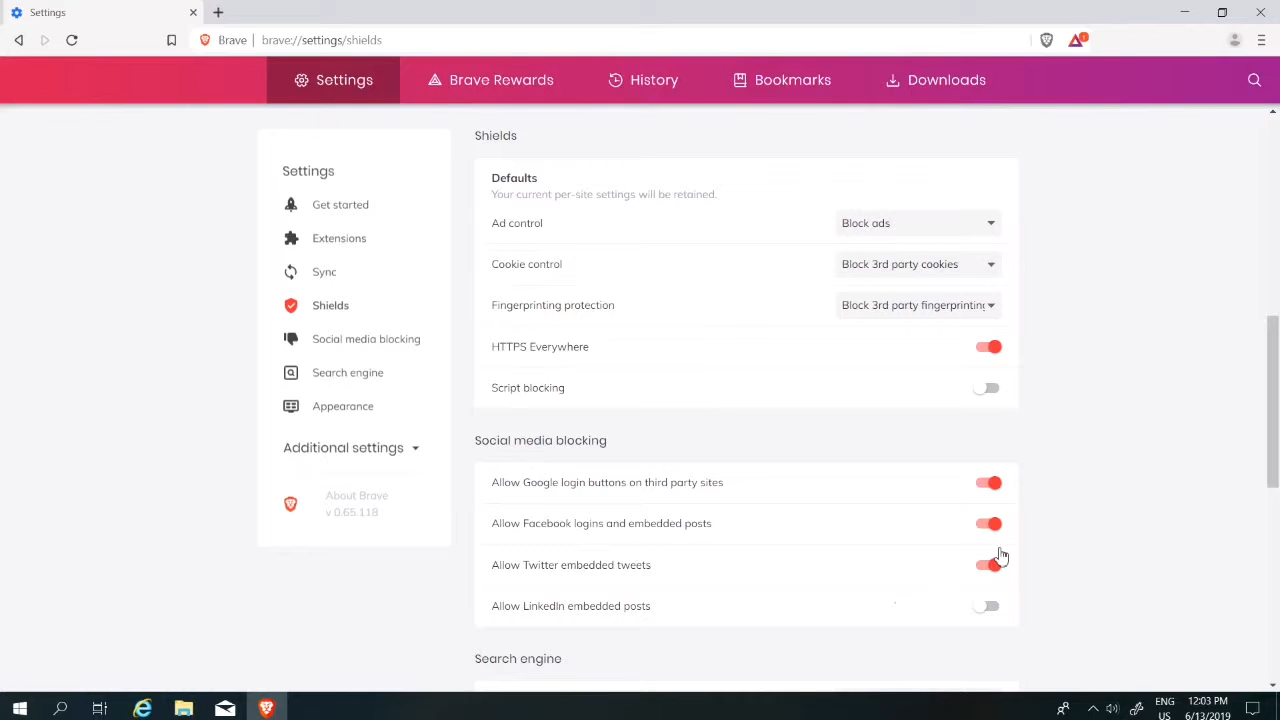 Settings
Brave
brave://settings/shields
Settings
Brave Rewards
History
Bookmarks
Downloads
Settings
Get started
Extensions
Sync
Shields
Social media blocking
Search engine
Appearance
Additional settings
About Brave
v 0.65.118
Shields
Defaults
Your current per-site settings will be retained.
Ad control
Block ads
Cookie control
Block 3rd party cookies
Fingerprinting protection
Block 3rd party fingerprinting
HTTPS Everywhere
Script blocking
Social media blocking
Allow Google login buttons on third party sites
Allow Facebook logins and embedded posts
Allow Twitter embedded tweets
Allow LinkedIn embedded posts
Search engine
ENG
US
12:03 PM
6/13/2019